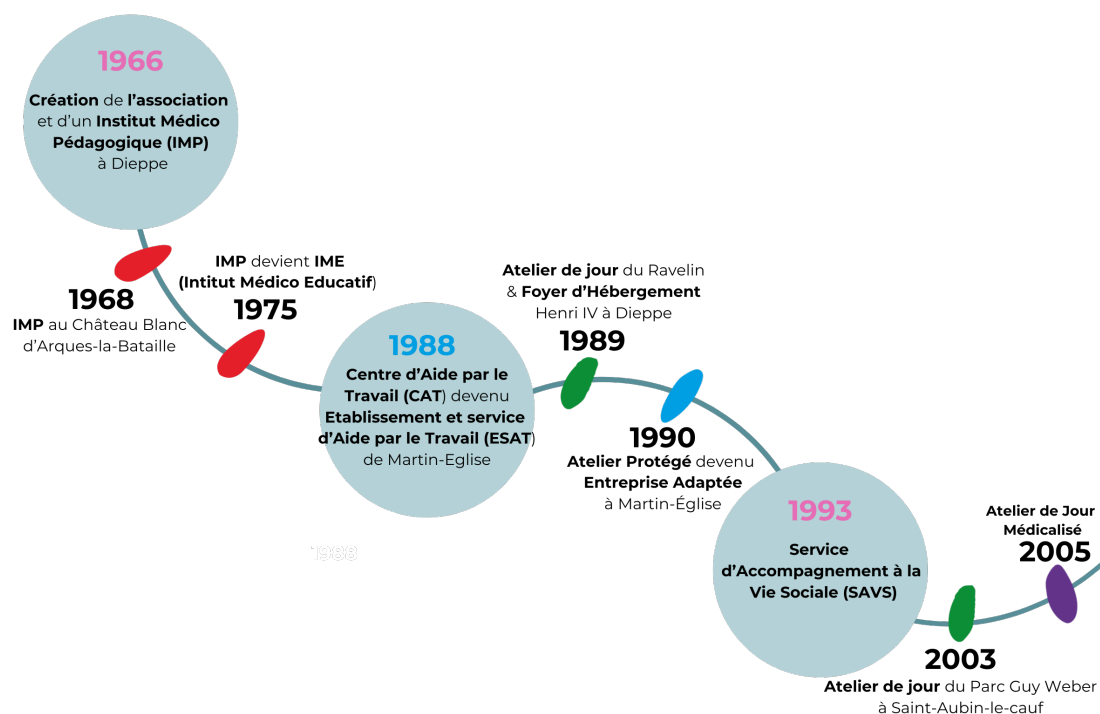 1966
Création de l'association
et d'un Institut Médico
Pédagogique (IMP)
à Dieppe
1968
IMP au Château Blanc
d'Arques-la-Bataille
IMP devient IME
(Intitut Médico Educatif)
1975
1988
Centre d'Aide par le
Travail (CAT) devenu
Etablissement et service
d'Aide par le Travail (ESAT)
de Martin-Eglise
1988
Atelier de jour du Ravelin
& Foyer d'Hébergement
Henri IV à Dieppe
1989
1990
Atelier Protégé devenu
Entreprise Adaptée
à Martin-Église
1993
Service
d'Accompagnement à la
Vie Sociale (SAVS)
2003
Atelier de jour du Parc Guy Weber
à Saint-Aubin-le-cauf
Atelier de Jour
Médicalisé
2005